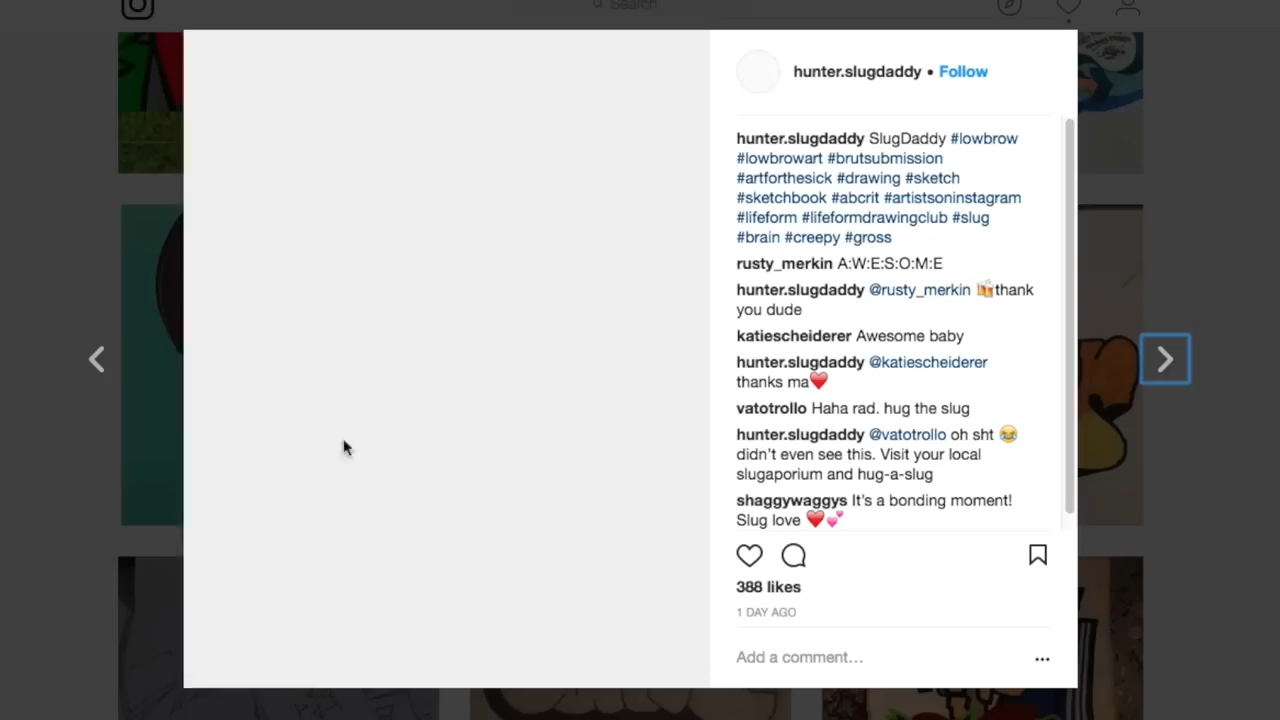 Search
hunter.slugdaddy • Follow
hunter.slugdaddy SlugDaddy #lowbrow
#lowbrowart #brutsubmission
#artforthesick #drawing #sketch
#sketchbook #abcrit #artistsoninstagram
#lifeform #lifeformdrawingclub #slug
#brain #creepy #gross
rusty_merkin A:W:E:S:O:M:E
hunter.slugdaddy @rusty_merkin 🍻thank
you dude
katiescheiderer Awesome baby
hunter.slugdaddy @katiescheiderer
thanks ma❤️
vatotrollo Haha rad. hug the slug
hunter.slugdaddy @vatotrollo oh sht 😂
didn't even see this. Visit your local
slugaporium and hug-a-slug
shaggywaggys It's a bonding moment!
Slug love ❤️💕
388 likes
1 DAY AGO
Add a comment…